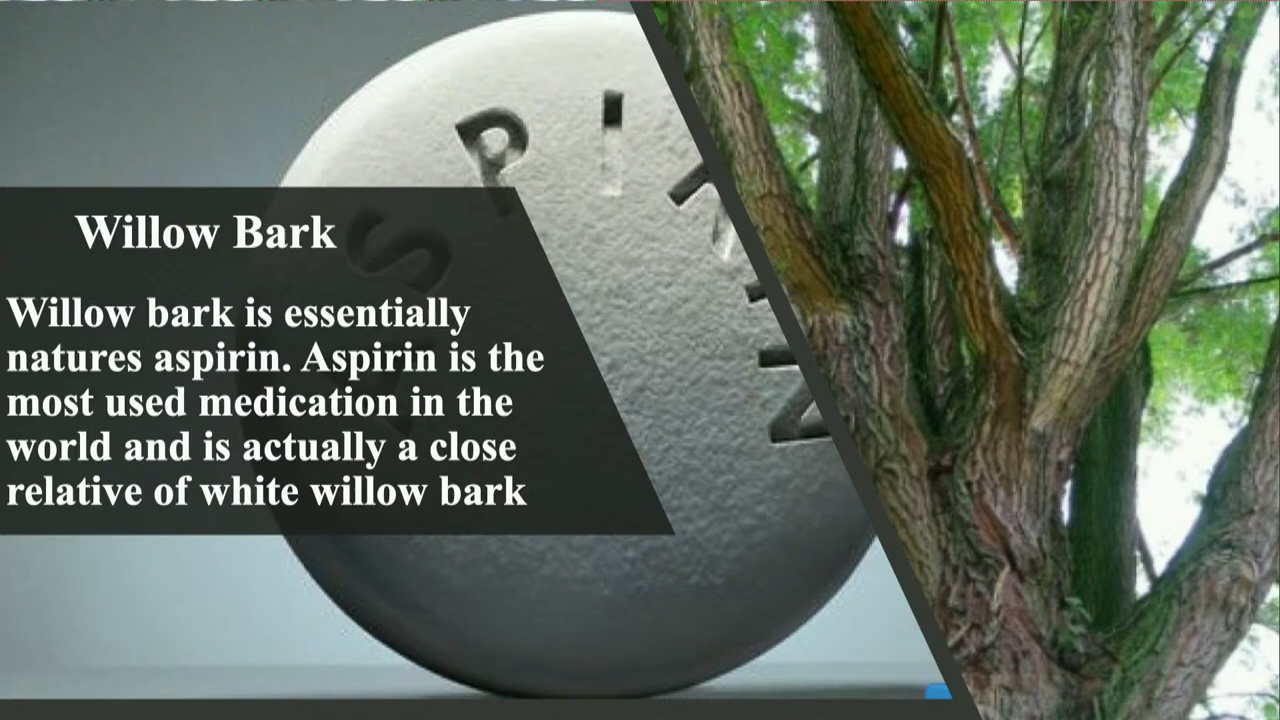 ASPIRIN
Willow Bark
Willow bark is essentially
natures aspirin. Aspirin is the
most used medication in the
world and is actually a close
relative of white willow bark